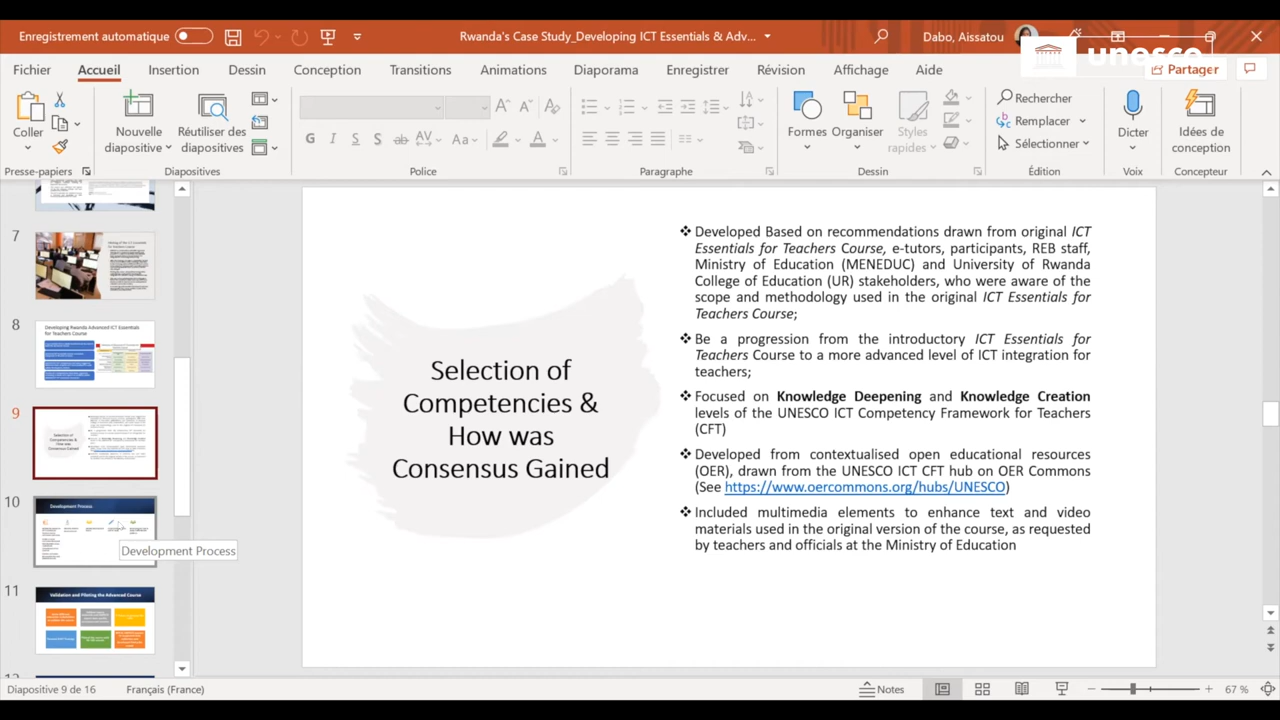 Enregistrement automatique
Rwanda's Case Study_Developing ICT Essentials & Adv...
Dabo, Aissatou
unesco
Fichier
Accueil
Insertion
Dessin
Conception
Transitions
Animations
Diaporama
Enregistrer
Révision
Affichage
Aide
Partager
Coller
Nouvelle
diapositive
Réutiliser des
diapositives
G I S S ab AV Aa A
Formes
Organiser
Styles
rapides
Rechercher
Remplacer
Sélectionner
Dicter
Idées de
conception
Presse-papiers
Diapositives
Police
Paragraphe
Dessin
Édition
Voix
Concepteur
7
8
Developing Rwanda Advanced ICT Essentials
for Teachers Course
9
Selection of
Competencies &
How was
Consensus Gained
10
Development Process
Development Process
11
Validation and Piloting the Advanced Course
Selection of
Competencies &
How was
Consensus Gained
❖ Developed Based on recommendations drawn from original ICT
Essentials for Teachers Course, e-tutors, participants, REB staff,
Ministry of Education (MENEDUC) and University of Rwanda
College of Education (UR) stakeholders, who were aware of the
scope and methodology used in the original ICT Essentials for
Teachers Course;
❖ Be a progression from the introductory ICT Essentials for
Teachers Course to a more advanced level of ICT integration for
teachers;
❖ Focused on Knowledge Deepening and Knowledge Creation
levels of the UNESCO ICT Competency Framework for Teachers
(CFT)
❖ Developed from contextualised open educational resources
(OER), drawn from the UNESCO ICT CFT hub on OER Commons
(See https://www.oercommons.org/hubs/UNESCO)
❖ Included multimedia elements to enhance text and video
materials used in the original version of the course, as requested
by teachers and officials at the Ministry of Education
Diapositive 9 de 16
Français (France)
Notes
67 %